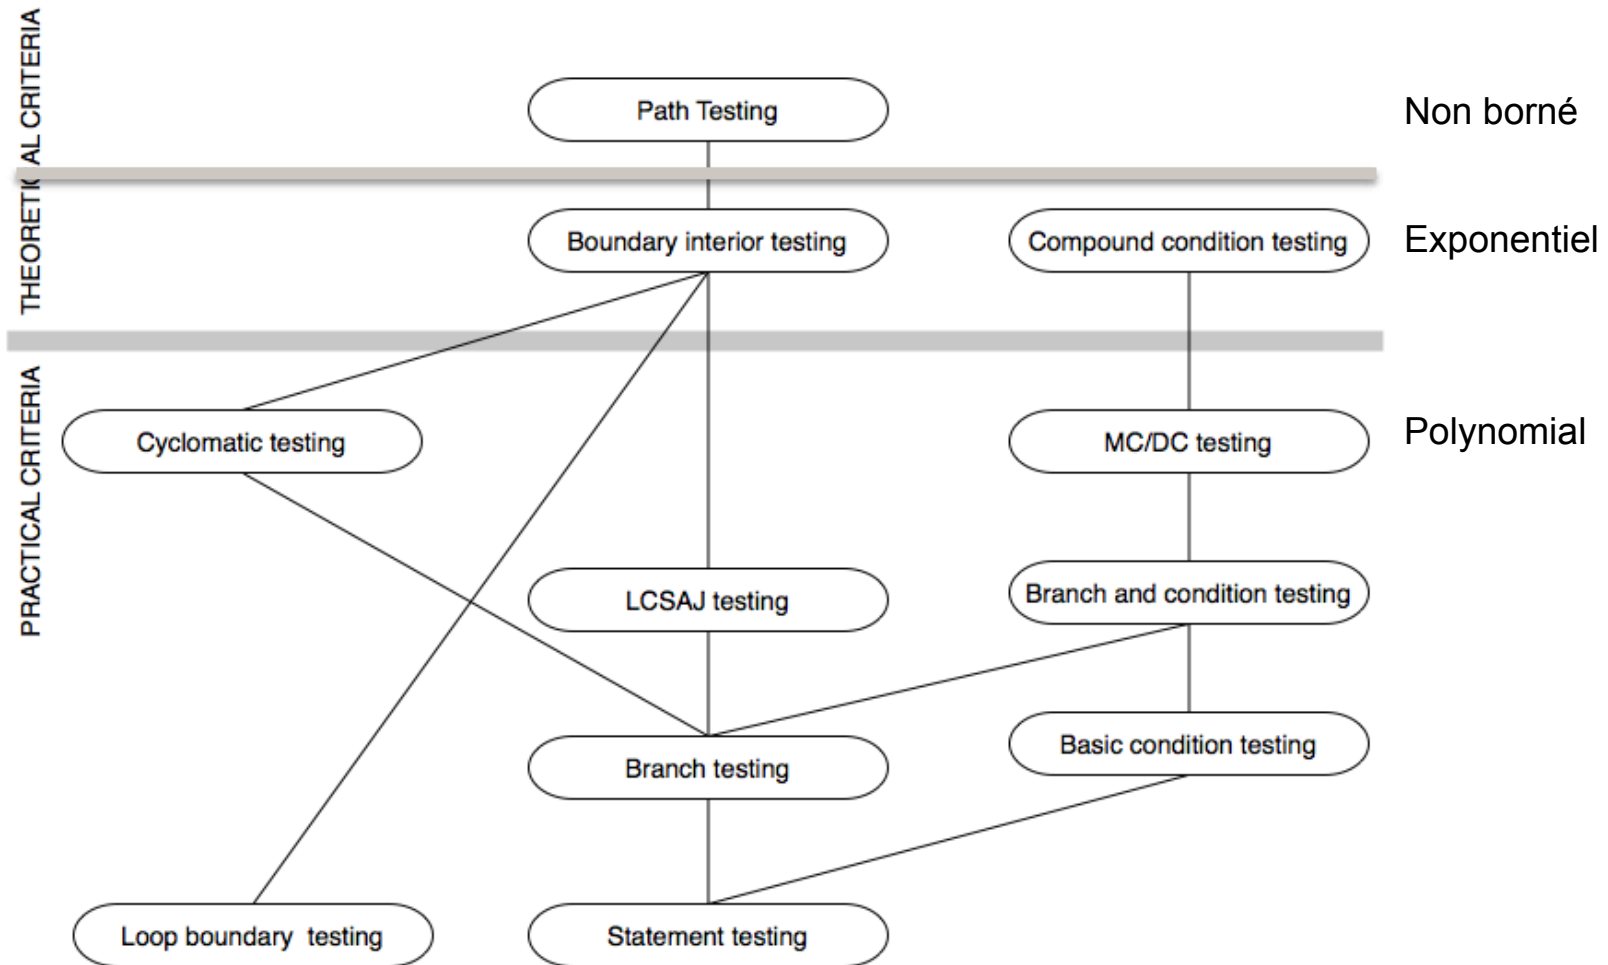 THEORETICAL CRITERIA
Path Testing
Non borné
Boundary interior testing
Compound condition testing
Exponentiel
PRACTICAL CRITERIA
Cyclomatic testing
MC/DC testing
Polynomial
LCSAJ testing
Branch and condition testing
Branch testing
Basic condition testing
Loop boundary testing
Statement testing